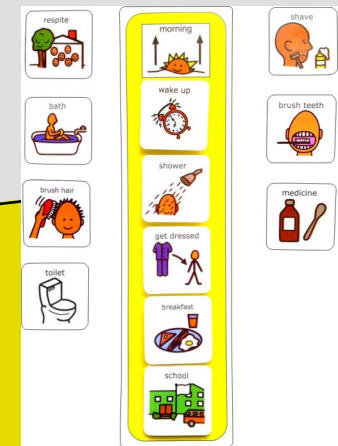 respite
bath
brush hair
toilet
morning
wake up
shower
get dressed
breakfast
school
shave
brush teeth
medicine